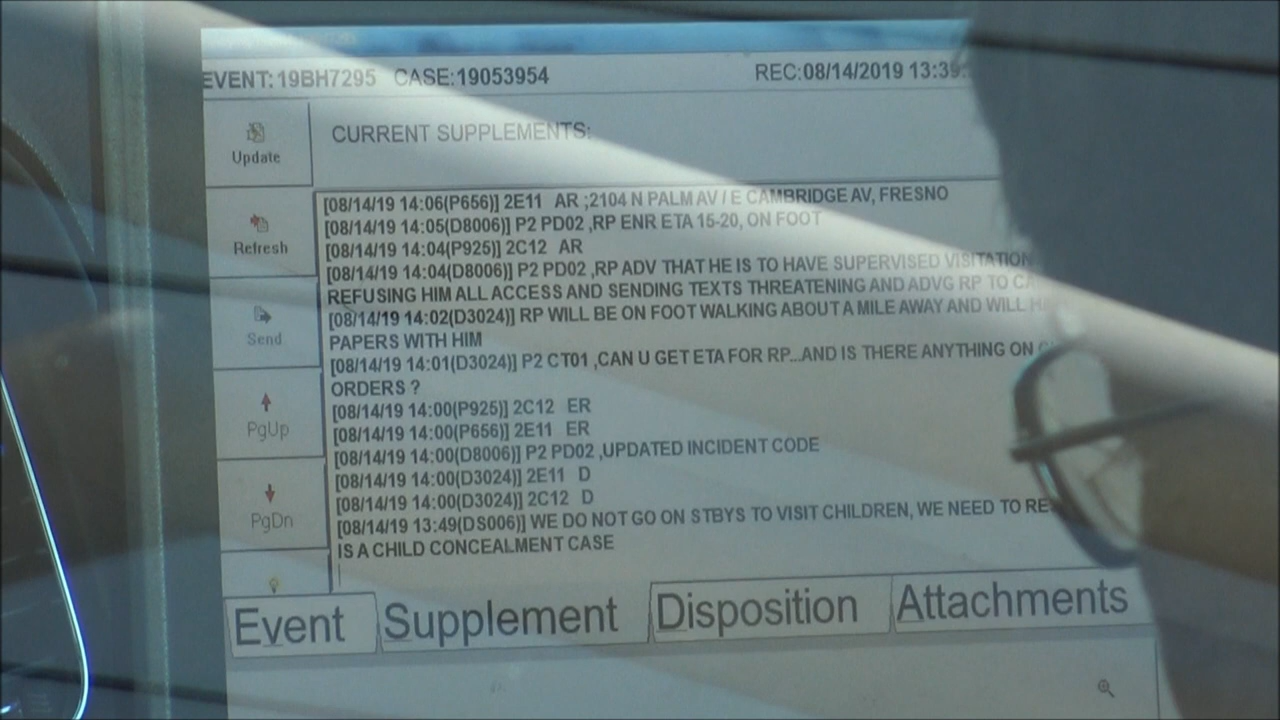 EVENT: 19BH7295 CASE:19053954 REC:08/14/2019 13:39:
Update
CURRENT SUPPLEMENTS:
Refresh
Send
PgUp
PgDn
[08/14/19 14:06(P656)] 2E11 AR ;2104 N PALM AV / E CAMBRIDGE AV, FRESNO
[08/14/19 14:05(D8006)] P2 PD02 ,RP ENR ETA 15-20, ON FOOT
[08/14/19 14:04(P925)] 2C12 AR
[08/14/19 14:04(D8006)] P2 PD02 ,RP ADV THAT HE IS TO HAVE SUPERVISED VISITATION
REFUSING HIM ALL ACCESS AND SENDING TEXTS THREATENING AND ADVG RP TO
[08/14/19 14:02(D3024)] RP WILL BE ON FOOT WALKING ABOUT A MILE AWAY AND WILL
PAPERS WITH HIM
[08/14/19 14:01(D3024)] P2 CT01 ,CAN U GET ETA FOR RP...AND IS THERE ANYTHING ON
ORDERS ?
[08/14/19 14:00(P925)] 2C12 ER
[08/14/19 14:00(P656)] 2E11 ER
[08/14/19 14:00(D8006)] P2 PD02 ,UPDATED INCIDENT CODE
[08/14/19 14:00(D3024)] 2E11 D
[08/14/19 14:00(D3024)] 2C12 D
[08/14/19 13:49(DS006)] WE DO NOT GO ON STBYS TO VISIT CHILDREN, WE NEED TO
IS A CHILD CONCEALMENT CASE
Event Supplement Disposition Attachments